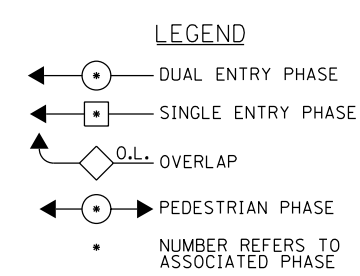 LEGEND
* DUAL ENTRY PHASE
* SINGLE ENTRY PHASE
O.L. OVERLAP
* PEDESTRIAN PHASE
* NUMBER REFERS TO
ASSOCIATED PHASE